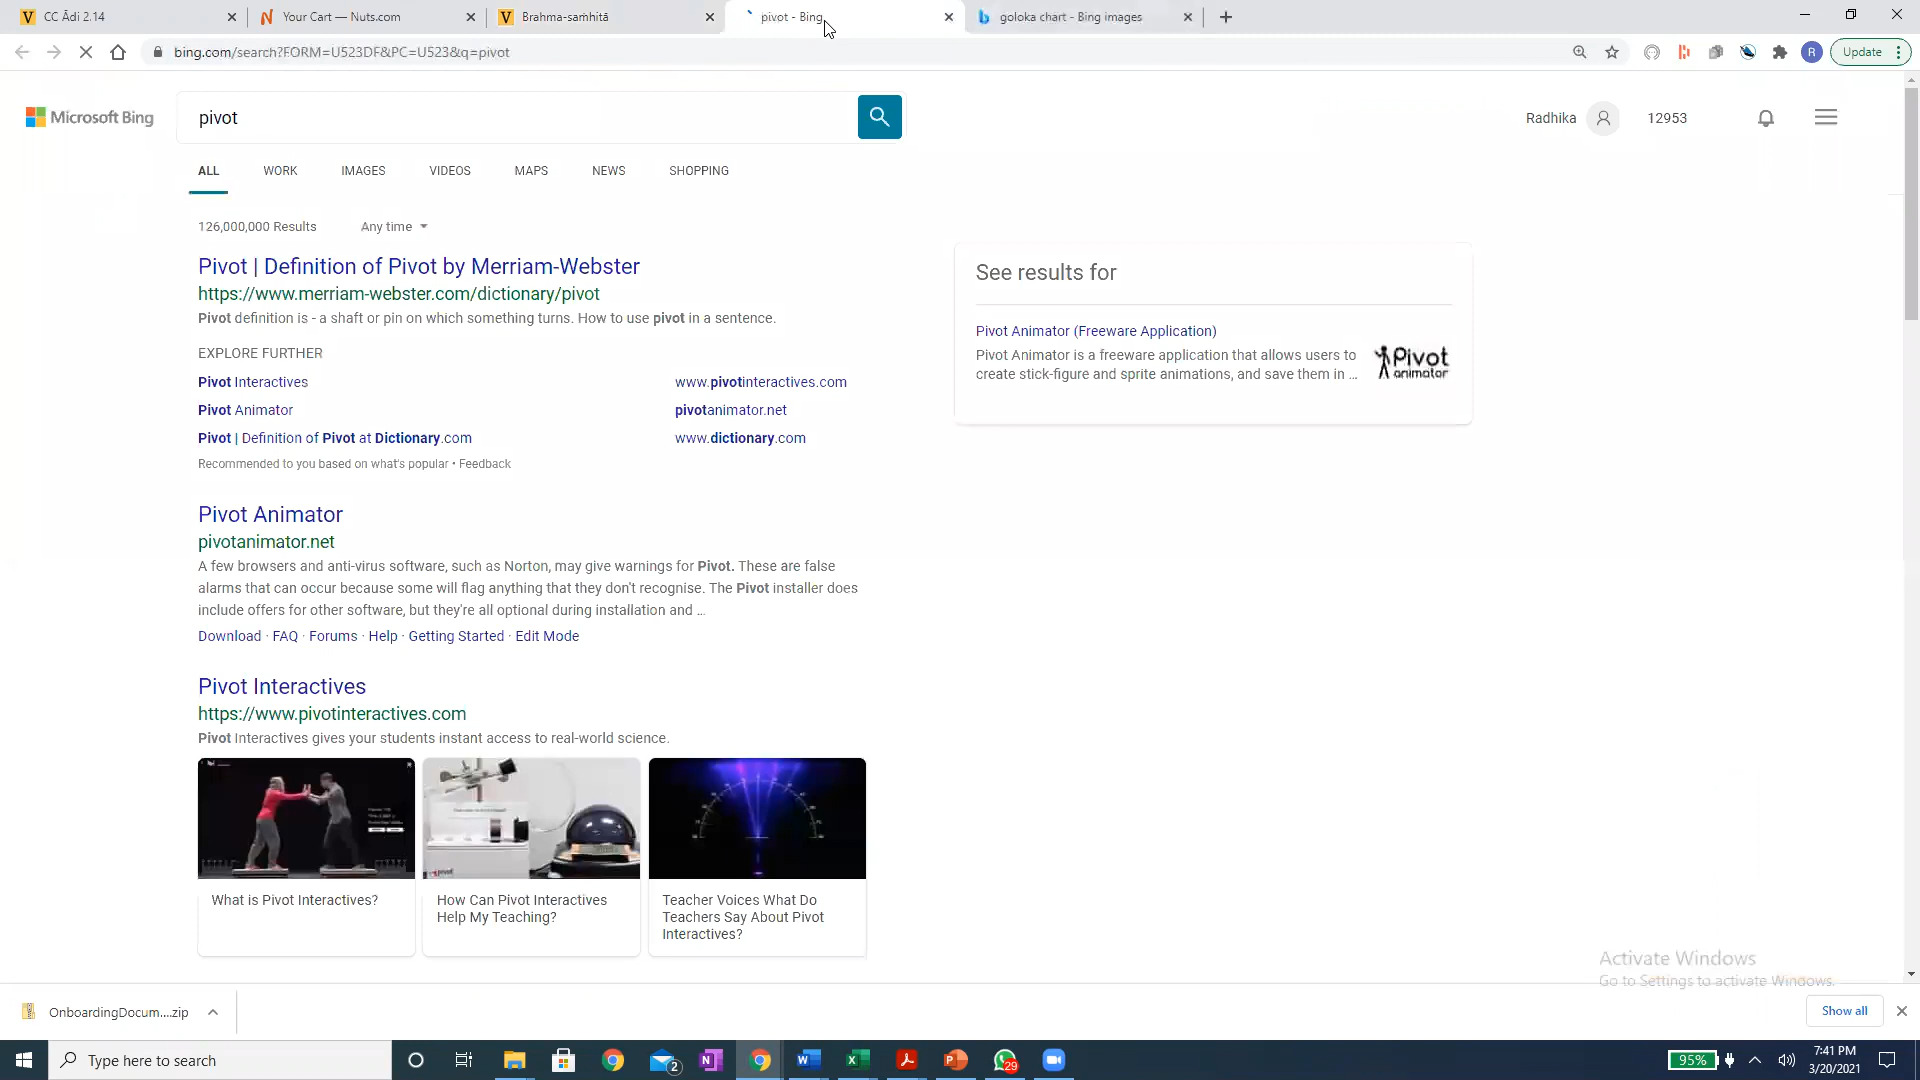 CC Ādi 2.14
Your Cart — Nuts.com
Brahma-saṁhitā
pivot - Bing
goloka chart - Bing images
bing.com/search?FORM=U523DF&PC=U523&q=pivot
R
Update
Microsoft Bing
pivot
Radhika
12953
ALL
WORK
IMAGES
VIDEOS
MAPS
NEWS
SHOPPING
126,000,000 Results
Any time
Pivot | Definition of Pivot by Merriam-Webster
https://www.merriam-webster.com/dictionary/pivot
Pivot definition is - a shaft or pin on which something turns. How to use pivot in a sentence.
EXPLORE FURTHER
Pivot Interactives
www.pivotinteractives.com
Pivot Animator
pivotanimator.net
Pivot | Definition of Pivot at Dictionary.com
www.dictionary.com
Recommended to you based on what's popular • Feedback
See results for
Pivot Animator (Freeware Application)
Pivot Animator is a freeware application that allows users to
create stick-figure and sprite animations, and save them in ...
Pivot
animator
Pivot Animator
pivotanimator.net
A few browsers and anti-virus software, such as Norton, may give warnings for Pivot. These are false
alarms that can occur because some will flag anything that they don't recognise. The Pivot installer does
include offers for other software, but they're all optional during installation and ...
Download · FAQ · Forums · Help · Getting Started · Edit Mode
Pivot Interactives
https://www.pivotinteractives.com
Pivot Interactives gives your students instant access to real-world science.
What is Pivot Interactives?
How Can Pivot Interactives
Help My Teaching?
Teacher Voices What Do
Teachers Say About Pivot
Interactives?
Activate Windows
Go to Settings to activate Windows.
OnboardingDocum....zip
Show all
Type here to search
2
29
95%
7:41 PM
3/20/2021